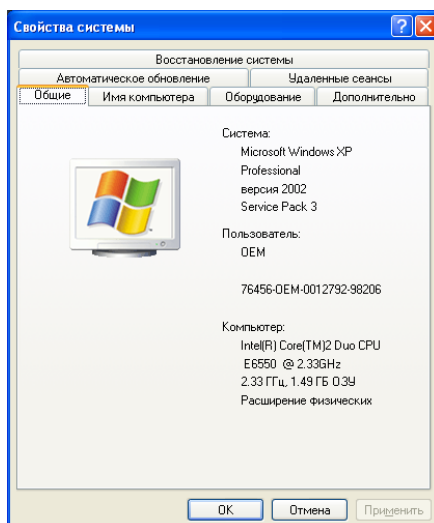 Свойства системы
Восстановление системы
Автоматическое обновление
Удаленные сеансы
Общие
Имя компьютера
Оборудование
Дополнительно
Система:
Microsoft Windows XP
Professional
версия 2002
Service Pack 3
Пользователь:
OEM
76456-OEM-0012792-98206
Компьютер:
Intel(R) Core(TM)2 Duo CPU
E6550 @ 2.33GHz
2.33 ГГц, 1.49 ГБ ОЗУ
Расширение физических
OK
Отмена
Применить